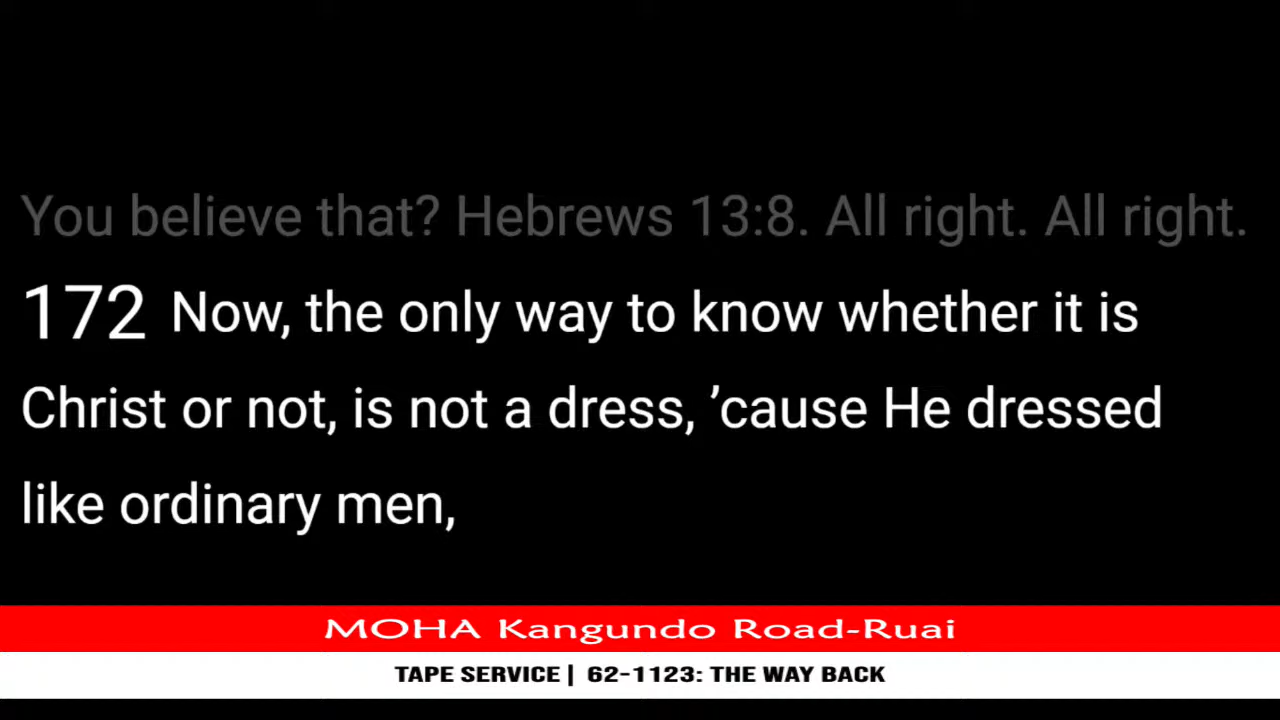 You believe that? Hebrews 13:8. All right. All right.
172 Now, the only way to know whether it is
Christ or not, is not a dress, ’cause He dressed
like ordinary men,
MOHA Kangundo Road-Ruai
TAPE SERVICE | 62-1123: THE WAY BACK